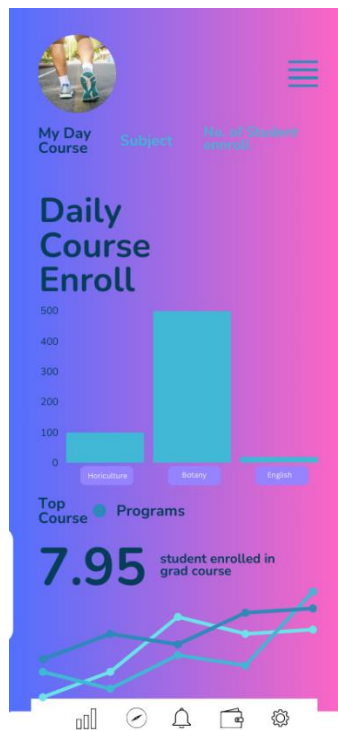 My Day
Course
Subject
No. of Student
enoroll
Daily
Course
Enroll
500
400
300
200
100
0
Horiculture
Botany
English
Top
Course
Programs
7.95
student enrolled in
grad course